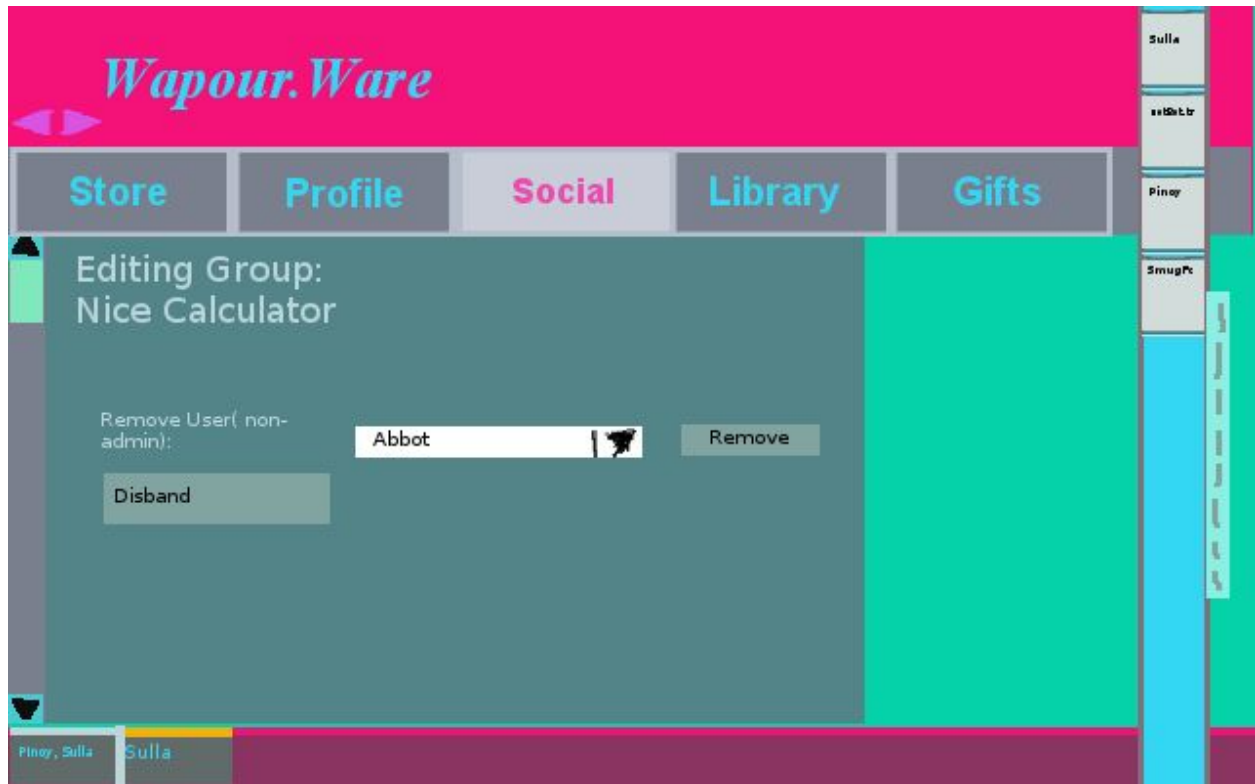 Wapour.Ware
Store
Profile
Social
Library
Gifts
Editing Group:
Nice Calculator
Remove User( non-
admin):
Abbot
Remove
Disband
Sulla
Pinoy
Pinoy, Sulla
Sulla